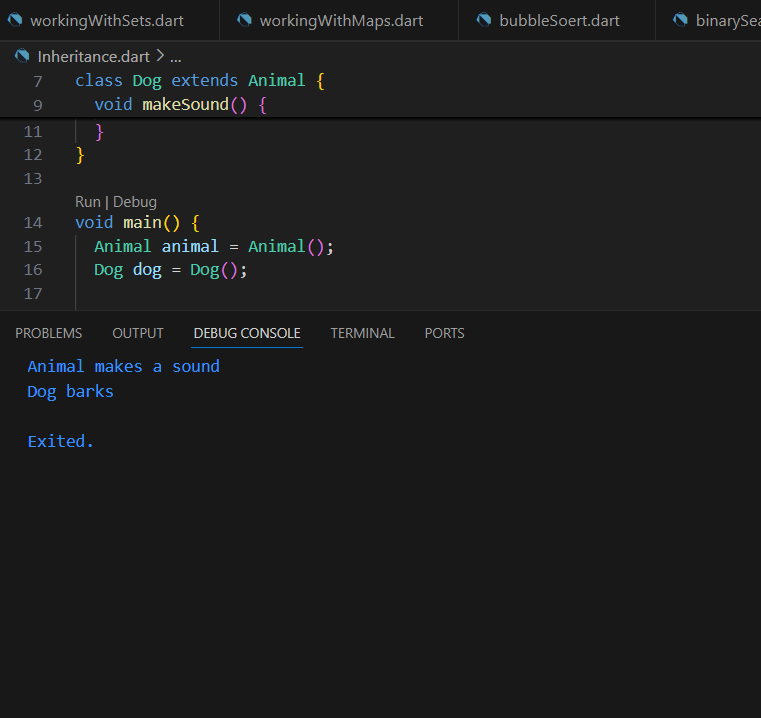 workingWithSets.dart workingWithMaps.dart bubbleSoert.dart binarySea
Inheritance.dart > ...
7 class Dog extends Animal {
9 void makeSound() {
11 }
12 }
13
Run | Debug
14 void main() {
15 Animal animal = Animal();
16 Dog dog = Dog();
17
PROBLEMS OUTPUT DEBUG CONSOLE TERMINAL PORTS
Animal makes a sound
Dog barks
Exited.